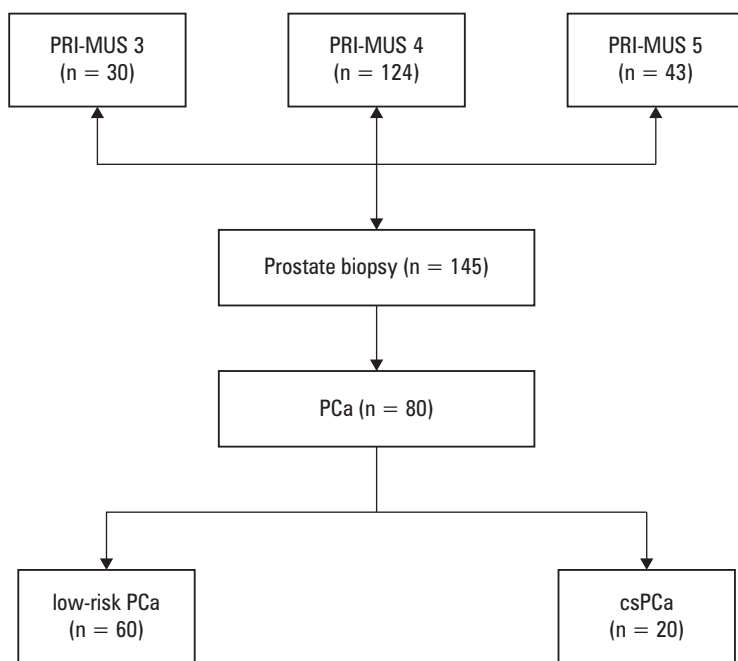 PRI-MUS 3
(n = 30)
PRI-MUS 4
(n = 124)
PRI-MUS 5
(n = 43)
Prostate biopsy (n = 145)
PCa (n = 80)
low-risk PCa
(n = 60)
csPCa
(n = 20)